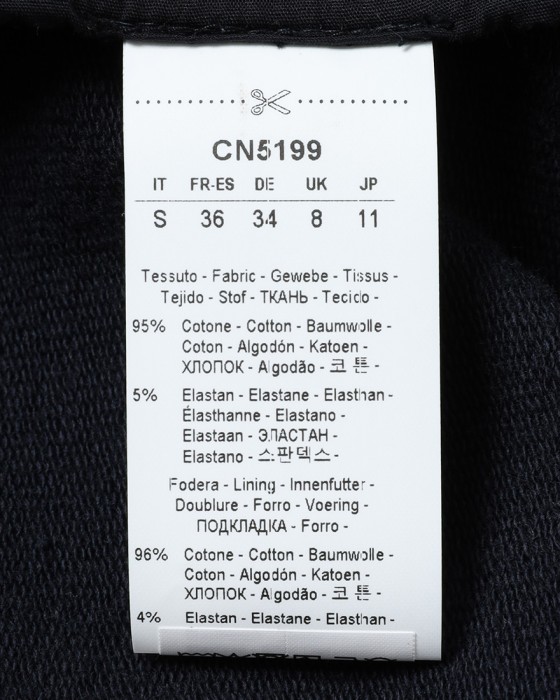 CN5199
IT FR-ES DE UK JP
S 36 34 8 11
Tessuto - Fabric - Gewebe - Tissus -
Tejido - Stof - ТКАНЬ - Tecido -
95% Cotone - Cotton - Baumwolle -
Coton - Algodón - Katoen -
ХЛОПОК - Algodão - 코 튼 -
5% Elastan - Elastane - Elasthan -
Élasthanne - Elastano -
Elastaan - ЭЛАСТАН -
Elastano - 스판덱스 -
Fodera - Lining - Innenfutter -
Doublure - Forro - Voering -
ПОДКЛАДКА - Forro -
96% Cotone - Cotton - Baumwolle -
Coton - Algodón - Katoen -
ХЛОПОК - Algodão - 코 튼 -
4% Elastan - Elastane - Elasthan -